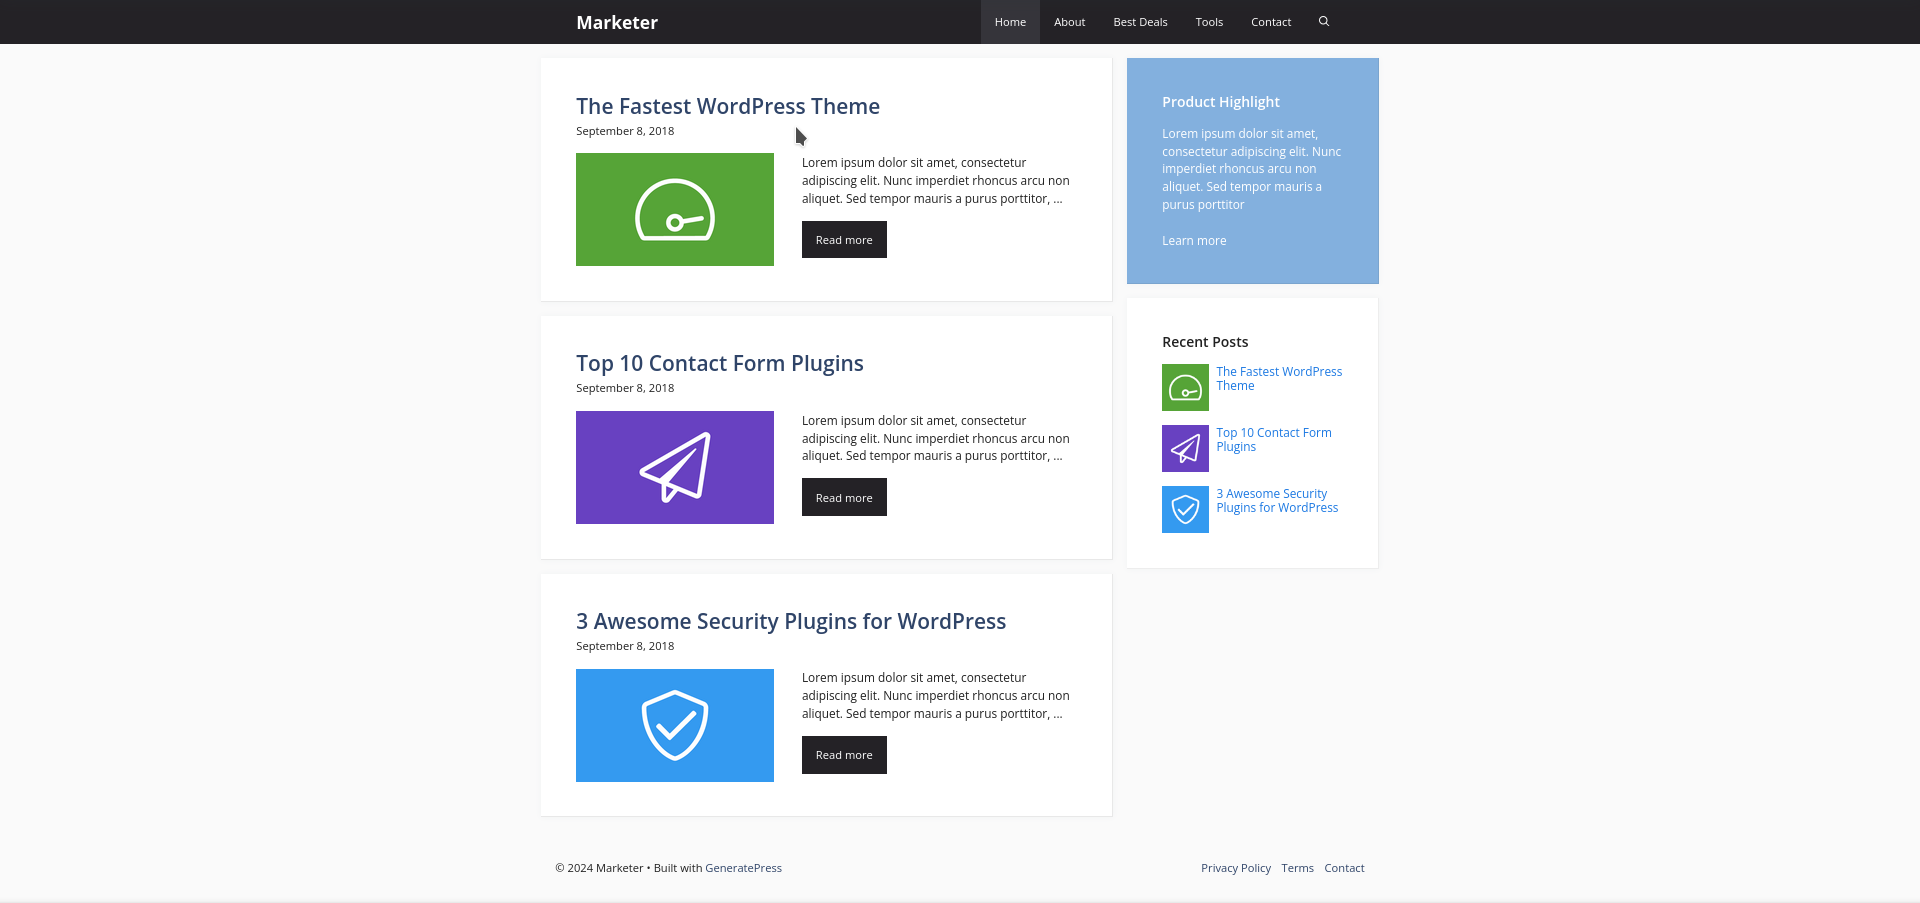 Marketer
Home About Best Deals Tools Contact
The Fastest WordPress Theme
September 8, 2018
Lorem ipsum dolor sit amet, consectetur
adipiscing elit. Nunc imperdiet rhoncus arcu non
aliquet. Sed tempor mauris a purus porttitor, ...
Read more
Top 10 Contact Form Plugins
September 8, 2018
Lorem ipsum dolor sit amet, consectetur
adipiscing elit. Nunc imperdiet rhoncus arcu non
aliquet. Sed tempor mauris a purus porttitor, ...
Read more
3 Awesome Security Plugins for WordPress
September 8, 2018
Lorem ipsum dolor sit amet, consectetur
adipiscing elit. Nunc imperdiet rhoncus arcu non
aliquet. Sed tempor mauris a purus porttitor, ...
Read more
Product Highlight
Lorem ipsum dolor sit amet,
consectetur adipiscing elit. Nunc
imperdiet rhoncus arcu non
aliquet. Sed tempor mauris a
purus porttitor
Learn more
Recent Posts
The Fastest WordPress
Theme
Top 10 Contact Form
Plugins
3 Awesome Security
Plugins for WordPress
© 2024 Marketer • Built with GeneratePress
Privacy Policy Terms Contact